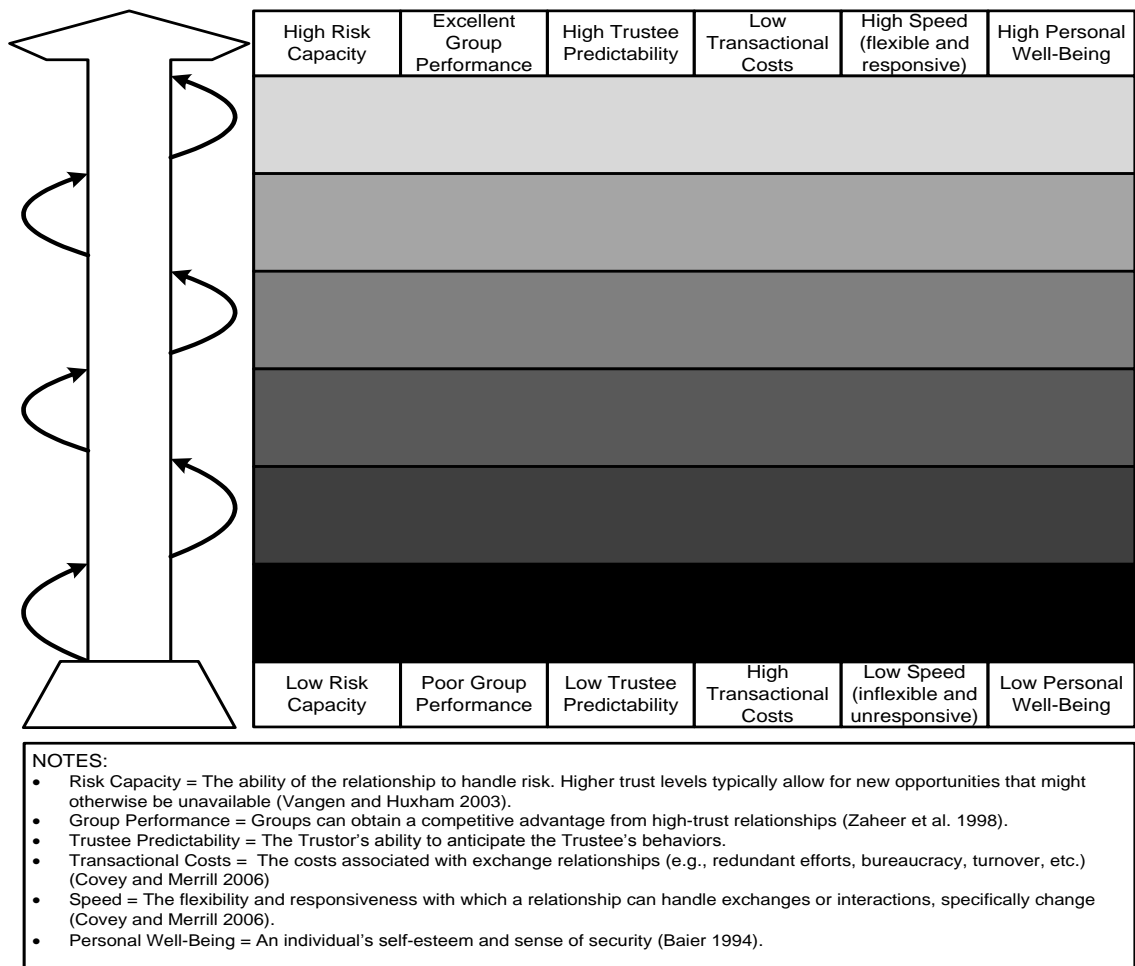 High Risk
Capacity
Excellent
Group
Performance
High Trustee
Predictability
Low
Transactional
Costs
High Speed
(flexible and
responsive)
High Personal
Well-Being
Low Risk
Capacity
Poor Group
Performance
Low Trustee
Predictability
High
Transactional
Costs
Low Speed
(inflexible and
unresponsive)
Low Personal
Well-Being
NOTES:
• Risk Capacity = The ability of the relationship to handle risk. Higher trust levels typically allow for new opportunities that might
otherwise be unavailable (Vangen and Huxham 2003).
• Group Performance = Groups can obtain a competitive advantage from high-trust relationships (Zaheer et al. 1998).
• Trustee Predictability = The Trustor's ability to anticipate the Trustee's behaviors.
• Transactional Costs = The costs associated with exchange relationships (e.g., redundant efforts, bureaucracy, turnover, etc.)
(Covey and Merrill 2006)
• Speed = The flexibility and responsiveness with which a relationship can handle exchanges or interactions, specifically change
(Covey and Merrill 2006).
• Personal Well-Being = An individual's self-esteem and sense of security (Baier 1994).